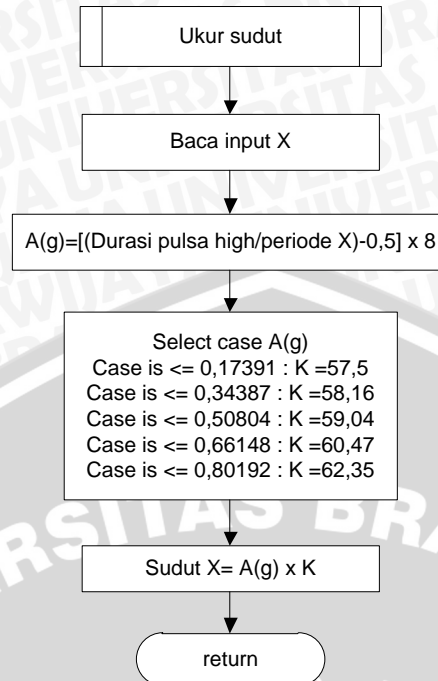 Ukur sudut
Baca input X
A(g)=[(Durasi pulsa high/periode X)-0,5] x 8
Select case A(g)
Case is <= 0,17391 : K =57,5
Case is <= 0,34387 : K =58,16
Case is <= 0,50804 : K =59,04
Case is <= 0,66148 : K =60,47
Case is <= 0,80192 : K =62,35
Sudut X= A(g) x K
return